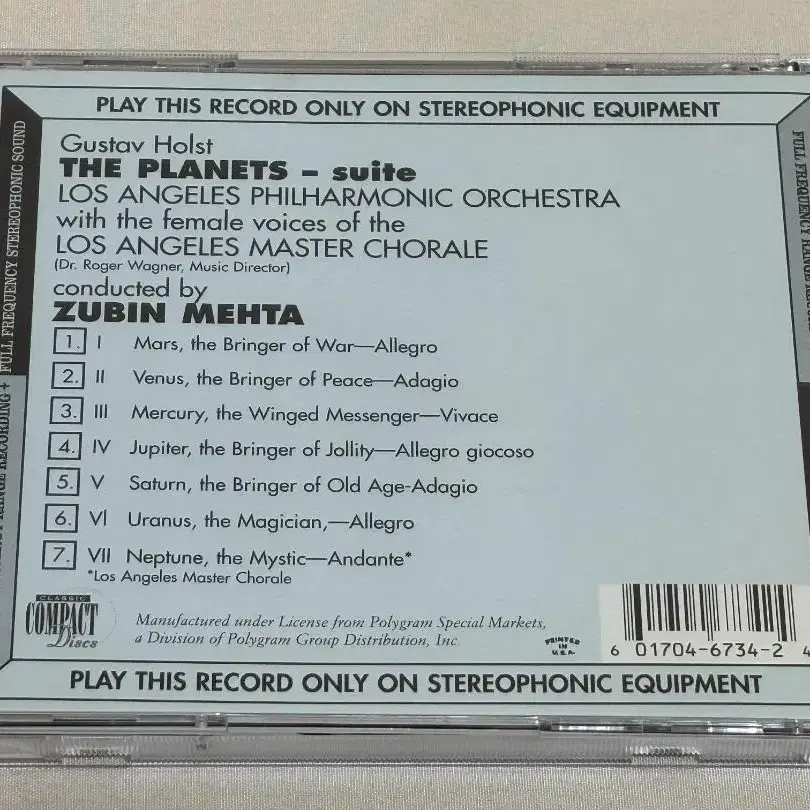 PLAY THIS RECORD ONLY ON STEREOPHONIC EQUIPMENT
Gustav Holst
THE PLANETS – suite
LOS ANGELES PHILHARMONIC ORCHESTRA
with the female voices of the
LOS ANGELES MASTER CHORALE
(Dr. Roger Wagner, Music Director)
conducted by
ZUBIN MEHTA
1. I Mars, the Bringer of War—Allegro
2. II Venus, the Bringer of Peace—Adagio
3. III Mercury, the Winged Messenger—Vivace
4. IV Jupiter, the Bringer of Jollity—Allegro giocoso
5. V Saturn, the Bringer of Old Age-Adagio
6. VI Uranus, the Magician,—Allegro
7. VII Neptune, the Mystic—Andante*
*Los Angeles Master Chorale
CLASSIC
COMPACT
Discs
Manufactured under License from Polygram Special Markets,
a Division of Polygram Group Distribution, Inc.
PRINTED
IN
U.S.A.
6 01704-6734-2 4
PLAY THIS RECORD ONLY ON STEREOPHONIC EQUIPMENT
FULL FREQUENCY STEREOPHONIC SOUND
RANGE RECORDING +
FULL FREQUENCY RANGE